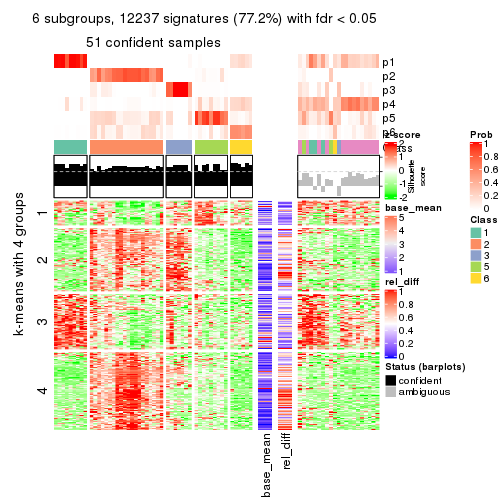 6 subgroups, 12237 signatures (77.2%) with fdr < 0.05
51 confident samples
p1
p2
p3
p4
p5
p6
Class
k-means with 4 groups
1
2
3
4
Silhouette
score
base_mean
rel_diff
z-score
2
1
0
-1
-2
base_mean
5
4
3
2
1
rel_diff
1
0.8
0.6
0.4
0.2
0
Status (barplots)
confident
ambiguous
Prob
1
0.8
0.6
0.4
0.2
0
Class
1
2
3
5
6